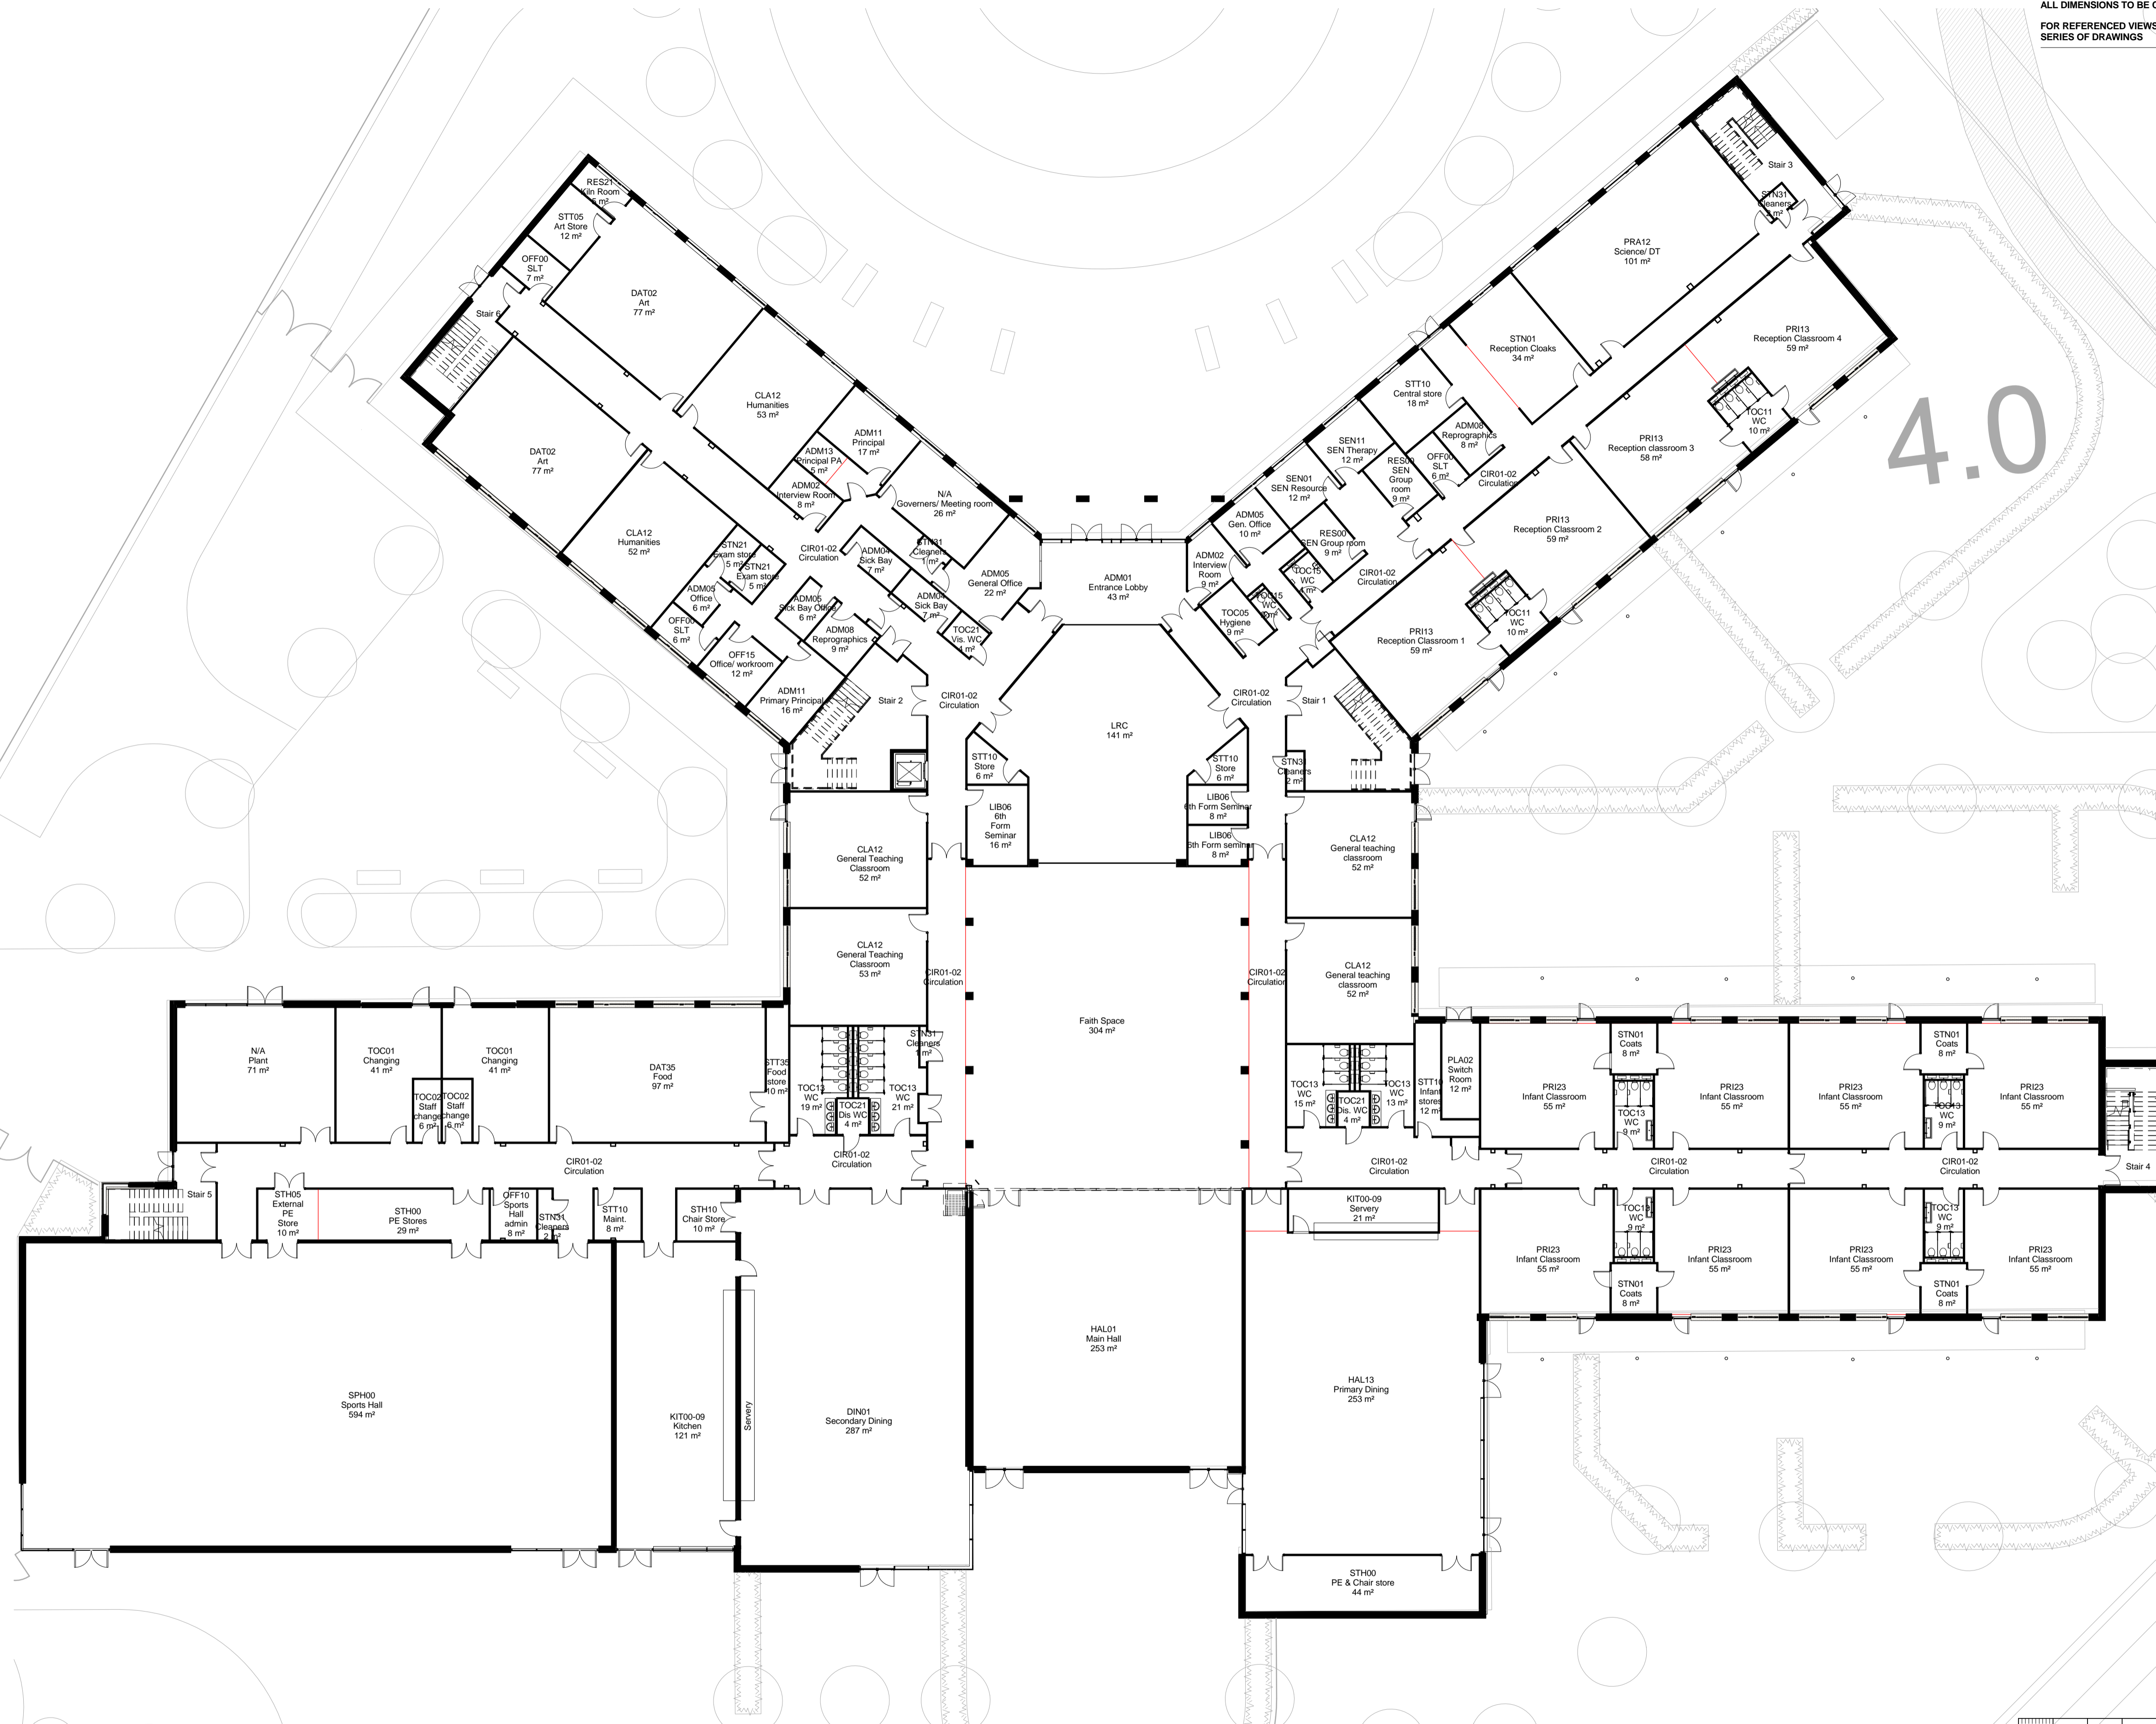 ALL DIMENSIONS TO BE
FOR REFERENCED VIEWS
SERIES OF DRAWINGS
4.0
RES21
Kiln Room
5 m²
STT05
Art Store
12 m²
OFF00
SLT
7 m²
Stair 6
DAT02
Art
77 m²
CLA12
Humanities
53 m²
ADM11
Principal
17 m²
ADM13
Principal PA
5 m²
ADM02
Interview Room
8 m²
N/A
Governers/ Meeting room
26 m²
DAT02
Art
77 m²
CLA12
Humanities
52 m²
STN21
Exam store
5 m²
STN21
Exam store
5 m²
ADM05
Office
6 m²
OFF00
SLT
6 m²
OFF15
Office/ workroom
12 m²
ADM11
Primary Principal
16 m²
ADM08
Reprographics
9 m²
ADM05
Sick Bay Office
6 m²
CIR01-02
Circulation
ADM04
Sick Bay
7 m²
STN31
Cleaners
1 m²
ADM04
Sick Bay
7 m²
ADM05
General Office
22 m²
TOC21
Vis. WC
4 m²
Stair 2
CIR01-02
Circulation
ADM01
Entrance Lobby
43 m²
LRC
141 m²
STT10
Store
6 m²
STT10
Store
6 m²
LIB06
6th
Form
Seminar
16 m²
LIB06
6th Form Seminar
8 m²
LIB06
6th Form seminar
8 m²
CIR01-02
Circulation
Stair 1
STN31
Cleaners
2 m²
ADM02
Interview
Room
9 m²
ADM05
Gen. Office
10 m²
SEN01
SEN Resource
12 m²
SEN11
SEN Therapy
12 m²
RES00
SEN
Group
room
9 m²
RES00
SEN Group room
9 m²
TOC15
WC
4 m²
TOC15
WC
TOC05
Hygiene
9 m²
CIR01-02
Circulation
STT10
Central store
18 m²
ADM08
Reprographics
8 m²
OFF00
SLT
6 m²
CIR01-02
Circulation
STN01
Reception Cloaks
34 m²
PRA12
Science/ DT
101 m²
Stair 3
STN31
Cleaners
2 m²
PRI13
Reception Classroom 4
59 m²
TOC11
WC
10 m²
PRI13
Reception classroom 3
58 m²
PRI13
Reception Classroom 2
59 m²
TOC11
WC
10 m²
PRI13
Reception Classroom 1
59 m²
CLA12
General Teaching
Classroom
52 m²
CLA12
General Teaching
Classroom
53 m²
CLA12
General teaching
classroom
52 m²
CLA12
General teaching
classroom
52 m²
CIR01-02
Circulation
Faith Space
304 m²
CIR01-02
Circulation
N/A
Plant
71 m²
TOC01
Changing
41 m²
TOC01
Changing
41 m²
TOC02
Staff
change
6 m²
TOC02
Staff
change
6 m²
DAT35
Food
97 m²
STT35
Food
store
10 m²
TOC13
WC
19 m²
TOC21
Dis WC
4 m²
TOC13
WC
21 m²
STN31
Cleaners
1 m²
CIR01-02
Circulation
CIR01-02
Circulation
TOC13
WC
15 m²
TOC21
Dis. WC
4 m²
TOC13
WC
13 m²
STT10
Infant
stores
12 m²
PLA02
Switch
Room
12 m²
CIR01-02
Circulation
PRI23
Infant Classroom
55 m²
STN01
Coats
8 m²
TOC13
WC
9 m²
PRI23
Infant Classroom
55 m²
PRI23
Infant Classroom
55 m²
STN01
Coats
8 m²
TOC13
WC
9 m²
PRI23
Infant Classroom
55 m²
CIR01-02
Circulation
CIR01-02
Circulation
Stair 4
PRI23
Infant Classroom
55 m²
TOC13
WC
9 m²
STN01
Coats
8 m²
PRI23
Infant Classroom
55 m²
PRI23
Infant Classroom
55 m²
TOC13
WC
9 m²
STN01
Coats
8 m²
PRI23
Infant Classroom
55 m²
Stair 5
STH05
External
PE
Store
10 m²
STH00
PE Stores
29 m²
OFF10
Sports
Hall
admin
8 m²
STN31
Cleaners
2 m²
STT10
Maint.
8 m²
STH10
Chair Store
10 m²
KIT00-09
Servery
21 m²
SPH00
Sports Hall
594 m²
KIT00-09
Kitchen
121 m²
Servery
DIN01
Secondary Dining
287 m²
HAL01
Main Hall
253 m²
HAL13
Primary Dining
253 m²
STH00
PE & Chair store
44 m²